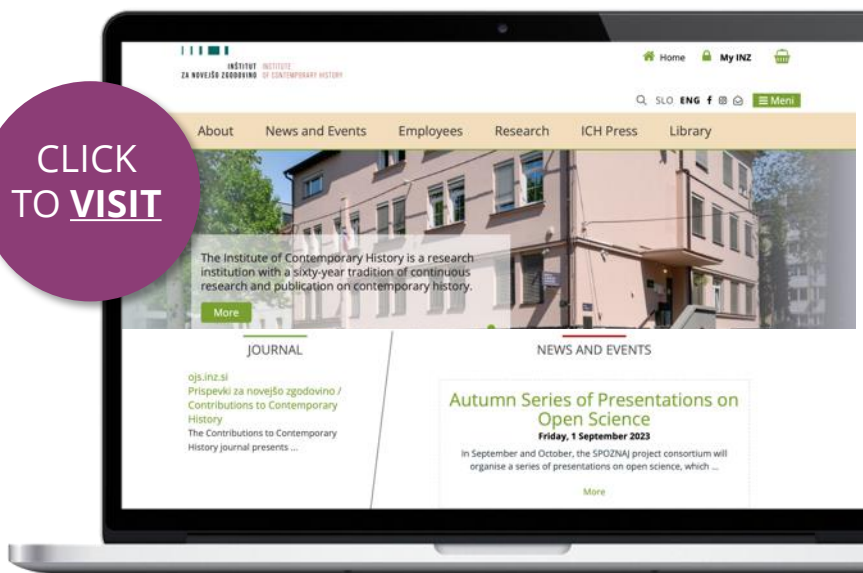 CLICK
TO VISIT
INŠTITUT INSTITUTE
ZA NOVEJŠO ZGODOVINO OF CONTEMPORARY HISTORY
Home My INZ
SLO ENG f Meni
About News and Events Employees Research ICH Press Library
The Institute of Contemporary History is a research
institution with a sixty-year tradition of continuous
research and publication on contemporary history.
More
JOURNAL
ojs.inz.si
Prispevki za novejšo zgodovino /
Contributions to Contemporary
History
The Contributions to Contemporary
History journal presents ...
NEWS AND EVENTS
Autumn Series of Presentations on
Open Science
Friday, 1 September 2023
In September and October, the SPOZNAJ project consortium will
organise a series of presentations on open science, which ...
More